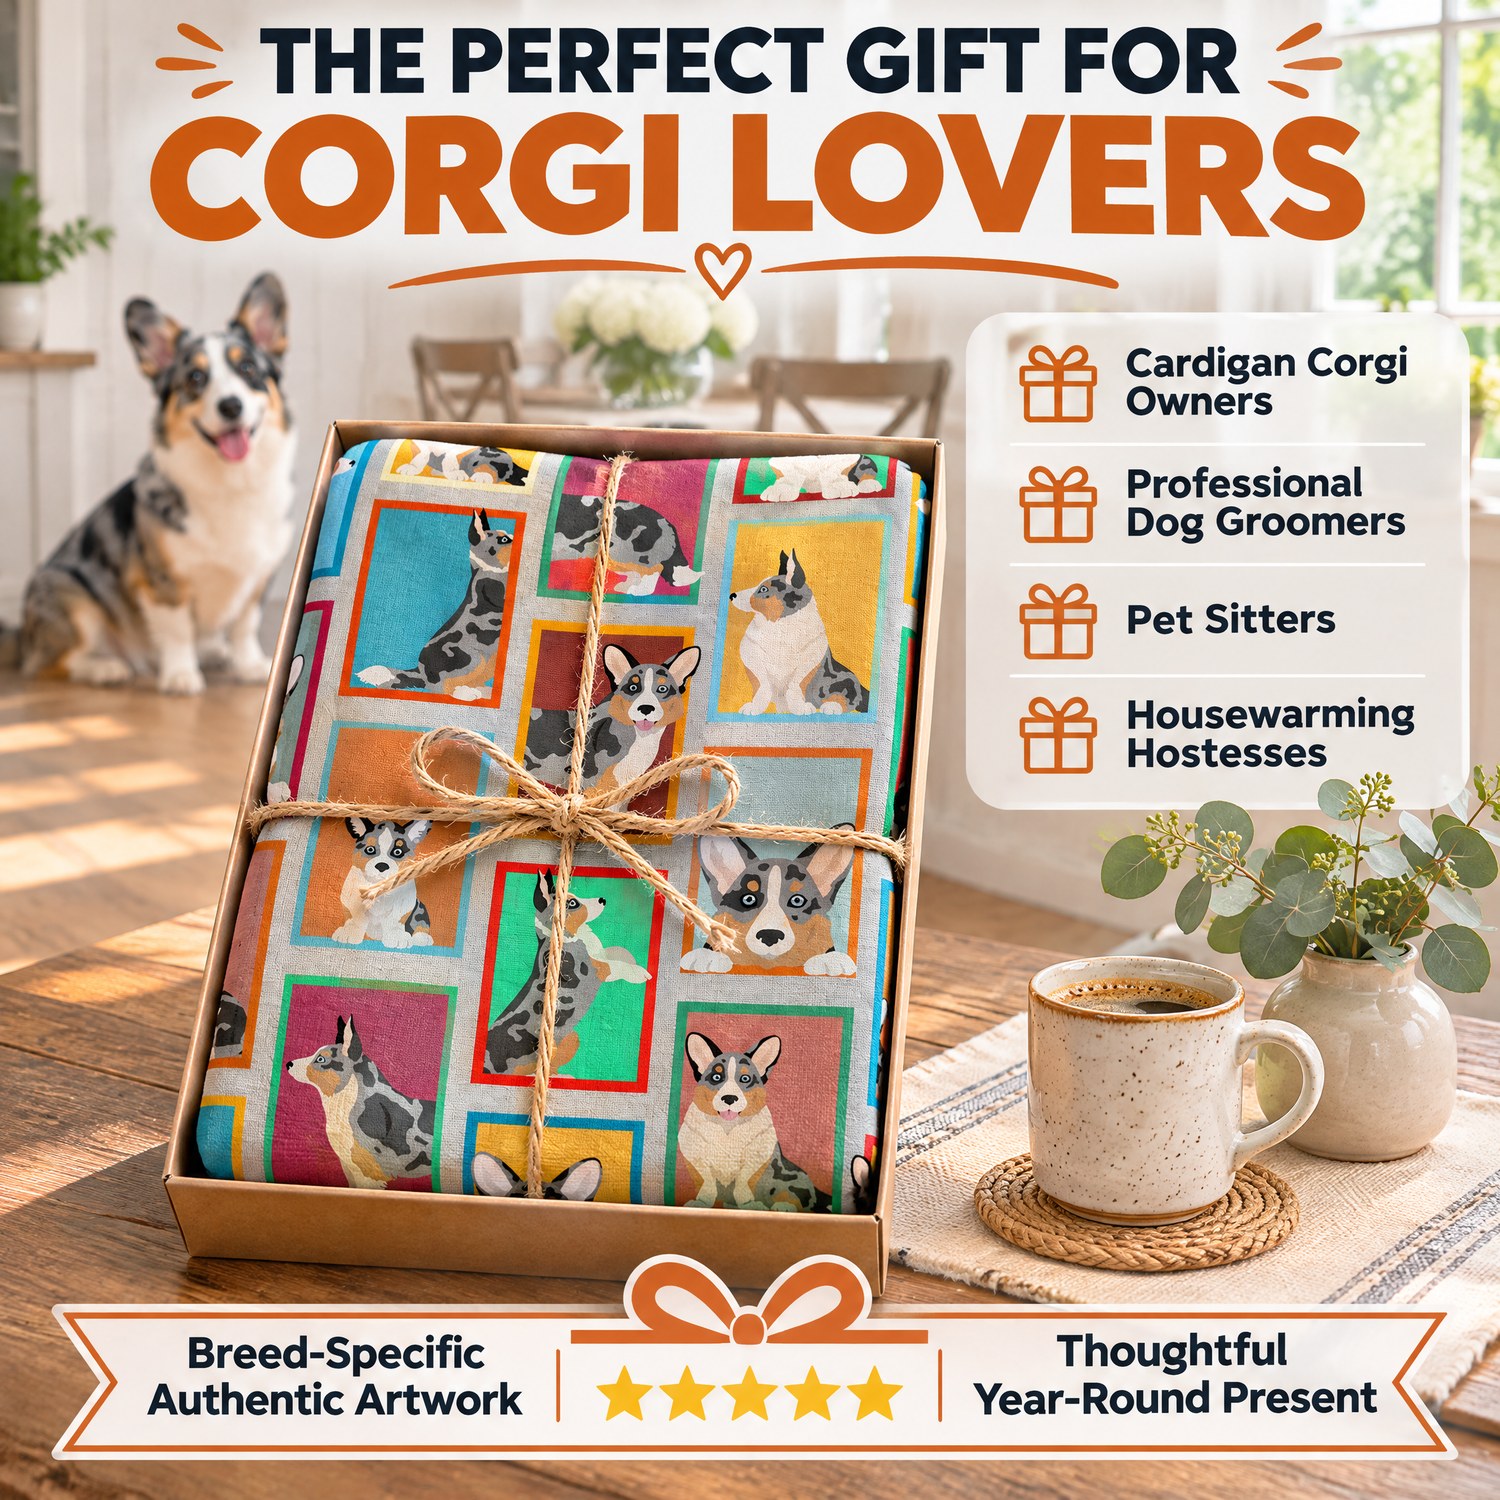 THE PERFECT GIFT FOR
CORGI LOVERS
Cardigan Corgi
Owners
Professional
Dog Groomers
Pet Sitters
Housewarming
Hostesses
Breed-Specific
Authentic Artwork
Thoughtful
Year-Round Present